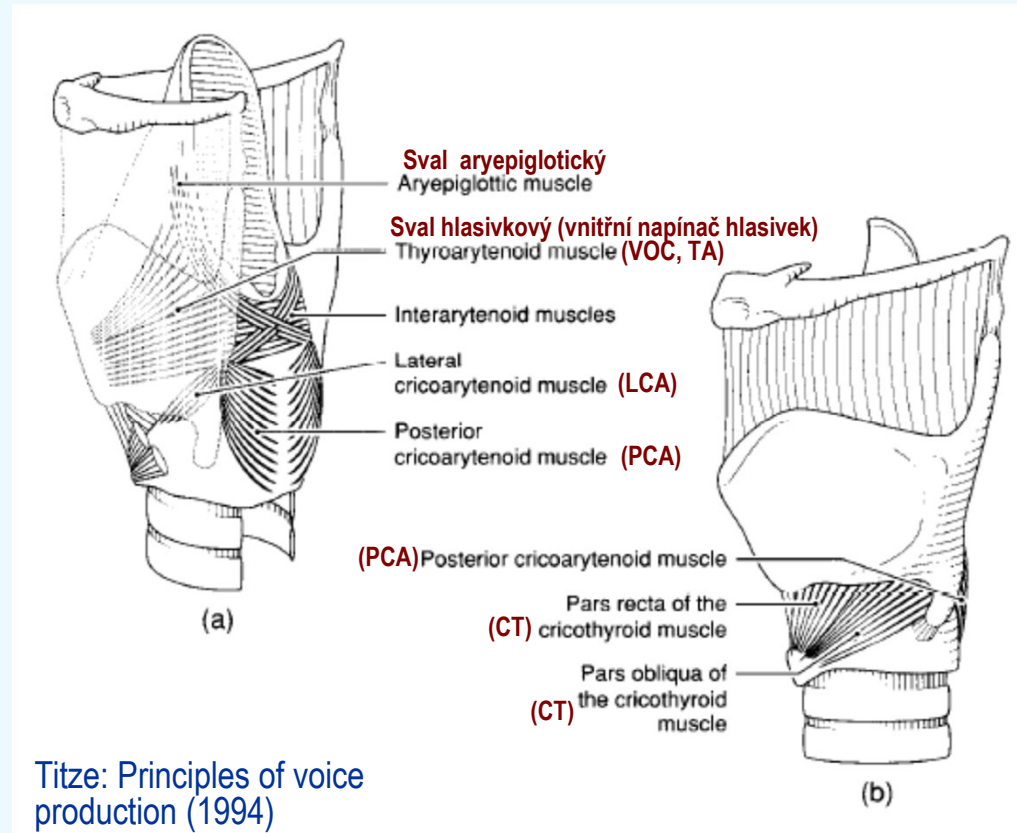 Sval aryepiglotický
Aryepiglottic muscle
Sval hlasivkový (vnitřní napínač hlasivek)
Thyroarytenoid muscle (VOC, TA)
Interarytenoid muscles
Lateral
cricoarytenoid muscle (LCA)
Posterior
cricoarytenoid muscle (PCA)
(a)
(PCA) Posterior cricoarytenoid muscle
Pars recta of the
(CT) cricothyroid muscle
Pars obliqua of
(CT) the cricothyroid
muscle
(b)
Titze: Principles of voice
production (1994)